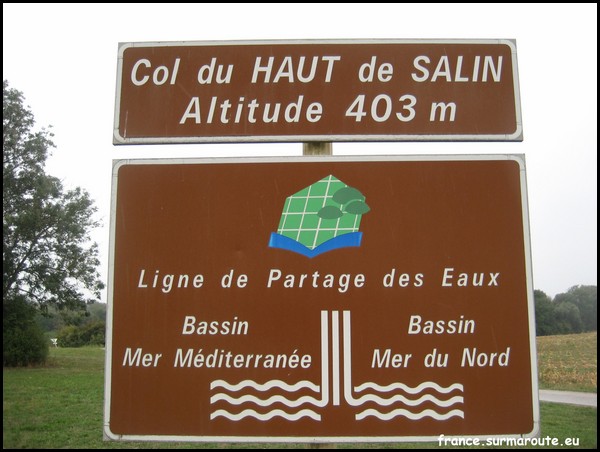 Col du HAUT de SALIN
Altitude 403 m
Ligne de Partage des Eaux
Bassin
Mer Méditerranée
Bassin
Mer du Nord
france.surmaroute.eu